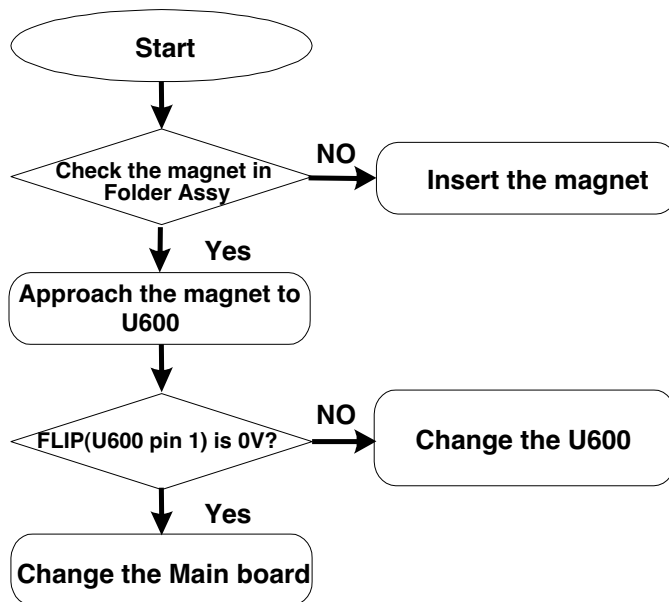 Start
Check the magnet in
Folder Assy
NO
Insert the magnet
Yes
Approach the magnet to
U600
FLIP(U600 pin 1) is 0V?
NO
Change the U600
Yes
Change the Main board